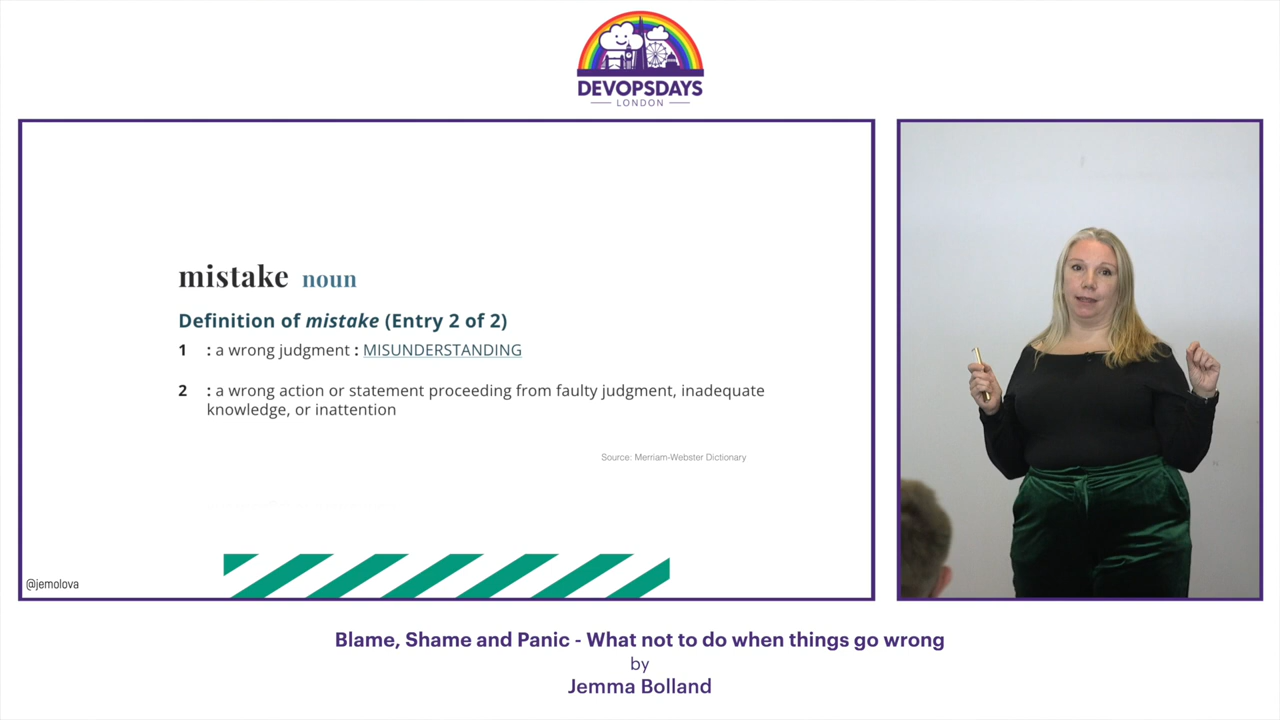 DEVOPSDAYS
LONDON
mistake noun
Definition of mistake (Entry 2 of 2)
1 : a wrong judgment : MISUNDERSTANDING
2 : a wrong action or statement proceeding from faulty judgment, inadequate
knowledge, or inattention
Source: Merriam-Webster Dictionary
@jemolova
Blame, Shame and Panic - What not to do when things go wrong
by
Jemma Bolland